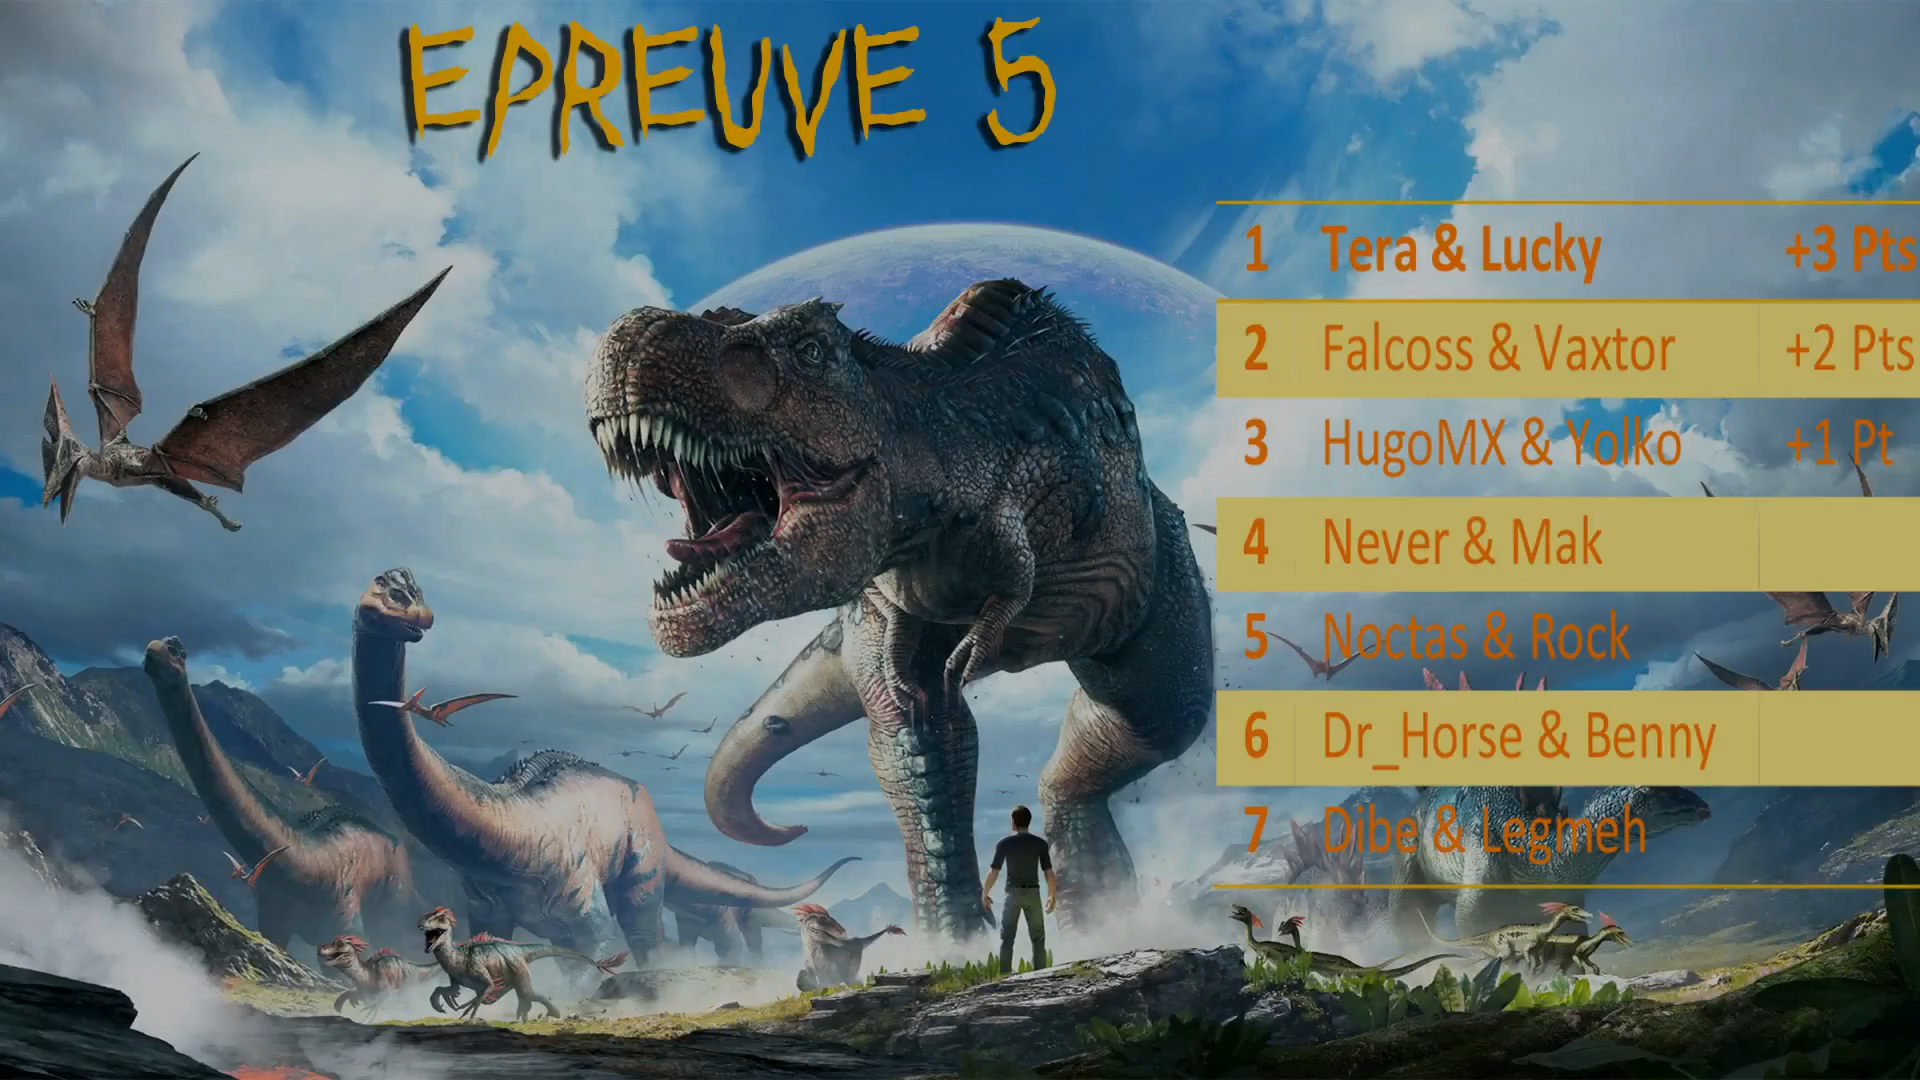 EPREUVE 5
1 Tera & Lucky +3 Pts
2 Falcoss & Vaxtor +2 Pts
3 HugoMX & Yolko +1 Pt
4 Never & Mak
5 Noctas & Rock
6 Dr_Horse & Benny
7 Dibe & Legmeh